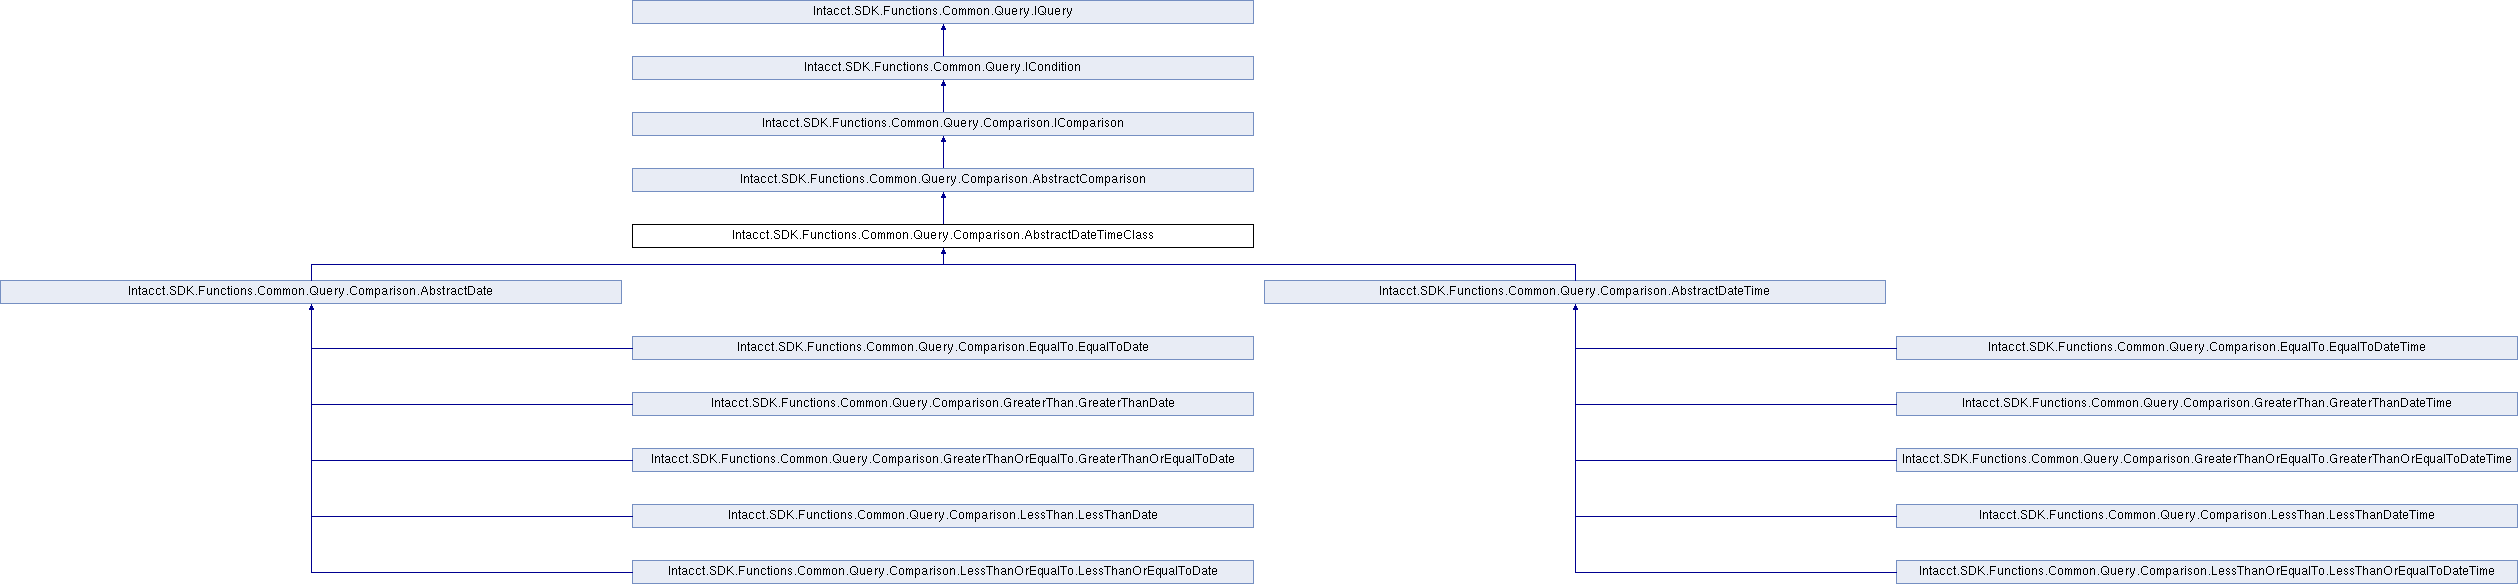 Intacct.SDK.Functions.Common.Query.IQuery
Intacct.SDK.Functions.Common.Query.ICondition
Intacct.SDK.Functions.Common.Query.Comparison.IComparison
Intacct.SDK.Functions.Common.Query.Comparison.AbstractComparison
Intacct.SDK.Functions.Common.Query.Comparison.AbstractDateTimeClass
Intacct.SDK.Functions.Common.Query.Comparison.AbstractDate
Intacct.SDK.Functions.Common.Query.Comparison.AbstractDateTime
Intacct.SDK.Functions.Common.Query.Comparison.EqualTo.EqualToDate
Intacct.SDK.Functions.Common.Query.Comparison.EqualTo.EqualToDateTime
Intacct.SDK.Functions.Common.Query.Comparison.GreaterThan.GreaterThanDate
Intacct.SDK.Functions.Common.Query.Comparison.GreaterThan.GreaterThanDateTime
Intacct.SDK.Functions.Common.Query.Comparison.GreaterThanOrEqualTo.GreaterThanOrEqualToDate
Intacct.SDK.Functions.Common.Query.Comparison.GreaterThanOrEqualTo.GreaterThanOrEqualToDateTime
Intacct.SDK.Functions.Common.Query.Comparison.LessThan.LessThanDate
Intacct.SDK.Functions.Common.Query.Comparison.LessThan.LessThanDateTime
Intacct.SDK.Functions.Common.Query.Comparison.LessThanOrEqualTo.LessThanOrEqualToDate
Intacct.SDK.Functions.Common.Query.Comparison.LessThanOrEqualTo.LessThanOrEqualToDateTime